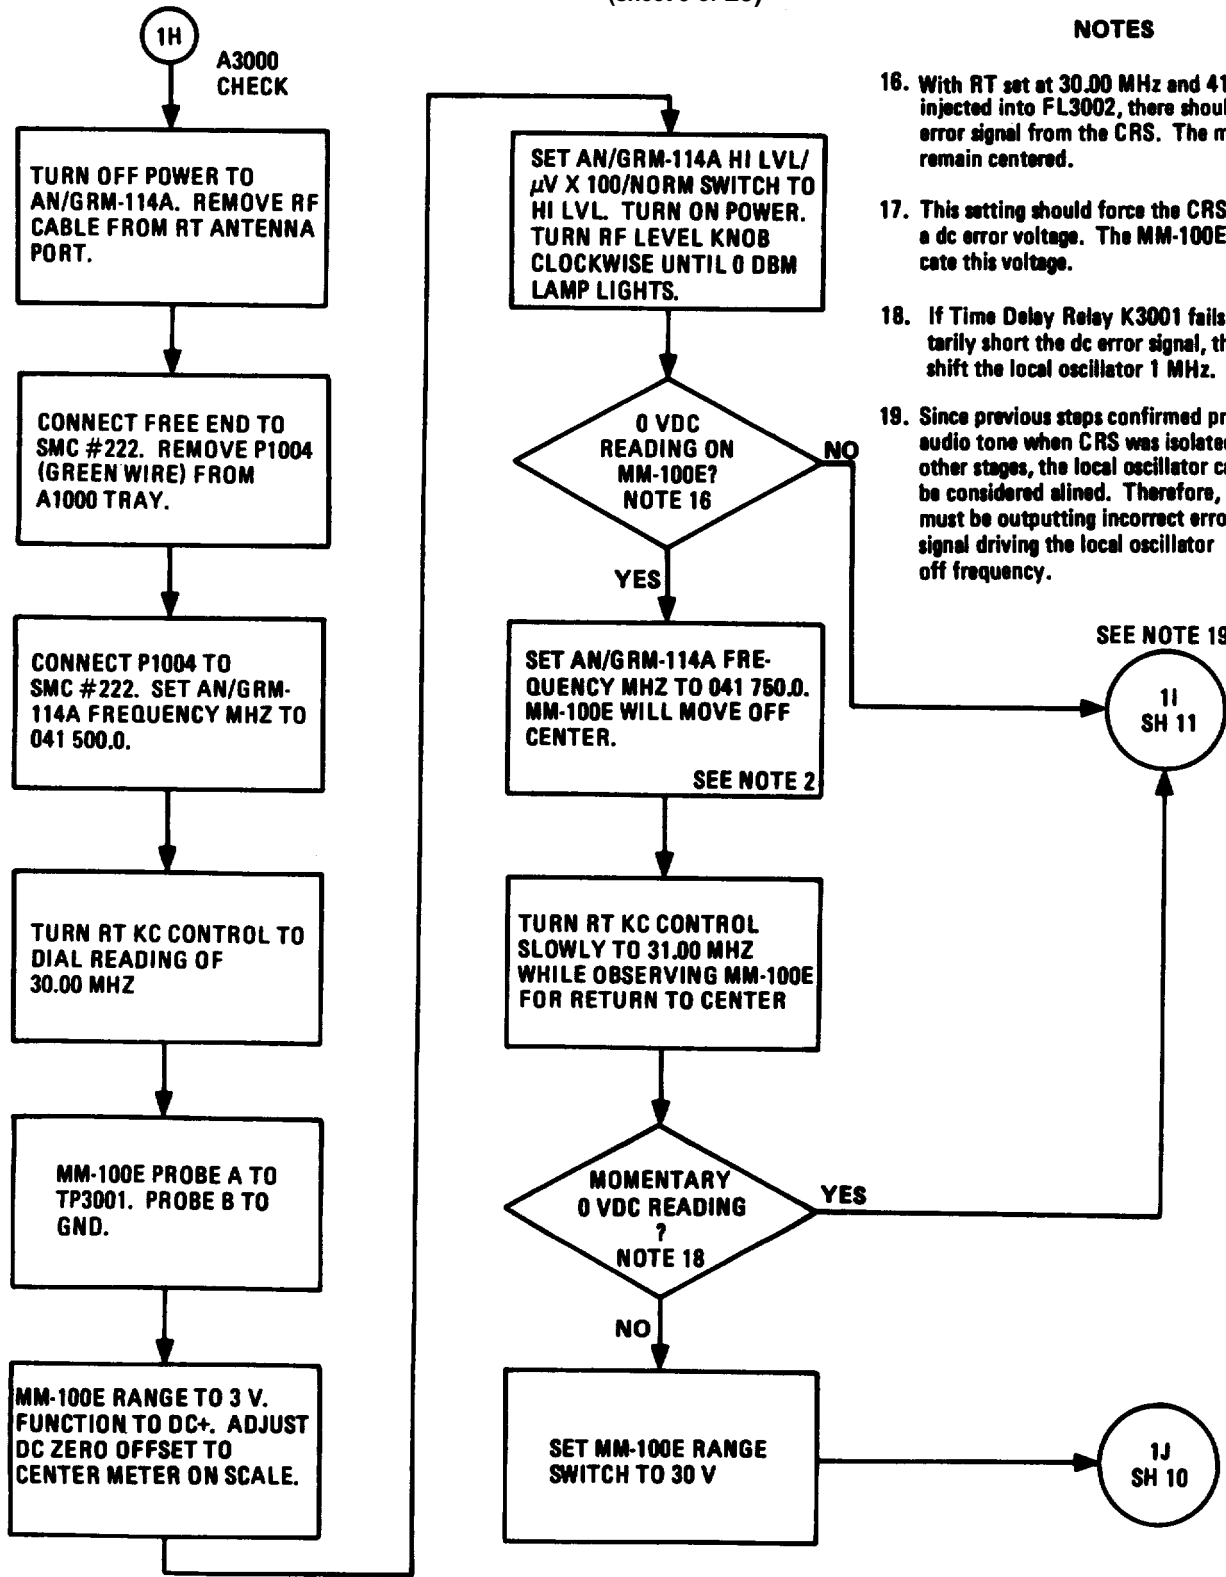 1H
A3000
CHECK
TURN OFF POWER TO
AN/GRM-114A. REMOVE RF
CABLE FROM RT ANTENNA
PORT.
CONNECT FREE END TO
SMC #222. REMOVE P1004
(GREEN WIRE) FROM
A1000 TRAY.
CONNECT P1004 TO
SMC #222. SET AN/GRM-
114A FREQUENCY MHZ TO
041 500.0.
TURN RT KC CONTROL TO
DIAL READING OF
30.00 MHZ
MM-100E PROBE A TO
TP3001. PROBE B TO
GND.
MM-100E RANGE TO 3 V.
FUNCTION TO DC+. ADJUST
DC ZERO OFFSET TO
CENTER METER ON SCALE.
SET AN/GRM-114A HI LVL/
µV X 100/NORM SWITCH TO
HI LVL. TURN ON POWER.
TURN RF LEVEL KNOB
CLOCKWISE UNTIL 0 DBM
LAMP LIGHTS.
0 VDC
READING ON
MM-100E?
NOTE 16
NO
YES
SET AN/GRM-114A FRE-
QUENCY MHZ TO 041 750.0.
MM-100E WILL MOVE OFF
CENTER.
SEE NOTE 2
TURN RT KC CONTROL
SLOWLY TO 31.00 MHZ
WHILE OBSERVING MM-100E
FOR RETURN TO CENTER
MOMENTARY
0 VDC READING
?
NOTE 18
YES
NO
SET MM-100E RANGE
SWITCH TO 30 V
NOTES
16. With RT set at 30.00 MHz and 41
injected into FL3002, there shoul
error signal from the CRS. The m
remain centered.
17. This setting should force the CRS
a dc error voltage. The MM-100E
cate this voltage.
18. If Time Delay Relay K3001 fails
tarily short the dc error signal, th
shift the local oscillator 1 MHz.
19. Since previous steps confirmed pr
audio tone when CRS was isolated
other stages, the local oscillator ca
be considered alined. Therefore,
must be outputting incorrect erro
signal driving the local oscillator
off frequency.
SEE NOTE 19
1I
SH 11
1J
SH 10